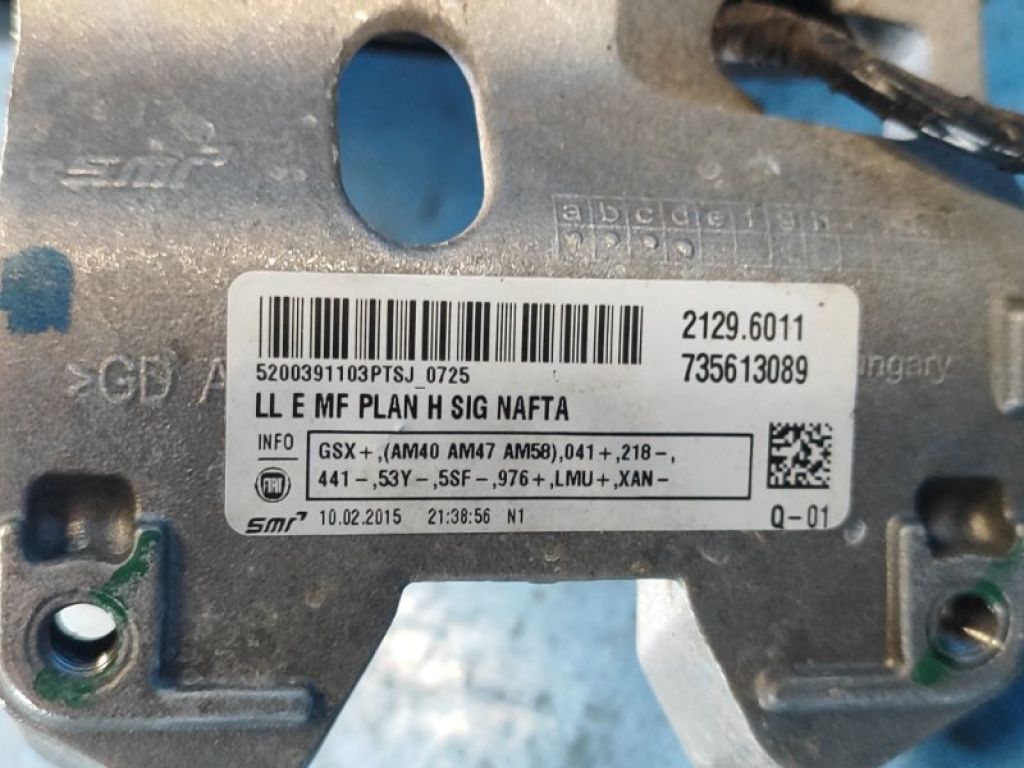 smr
a b c d e f g h
>GD A
ungary
2129.6011
5200391103PTSJ_0725
735613089
LL E MF PLAN H SIG NAFTA
INFO
GSX+,(AM40 AM47 AM58),041+,218-,
441-,53Y-,5SF-,976+,LMU+,XAN-
FIAT
smr 10.02.2015 21:38:56 N1
Q-01